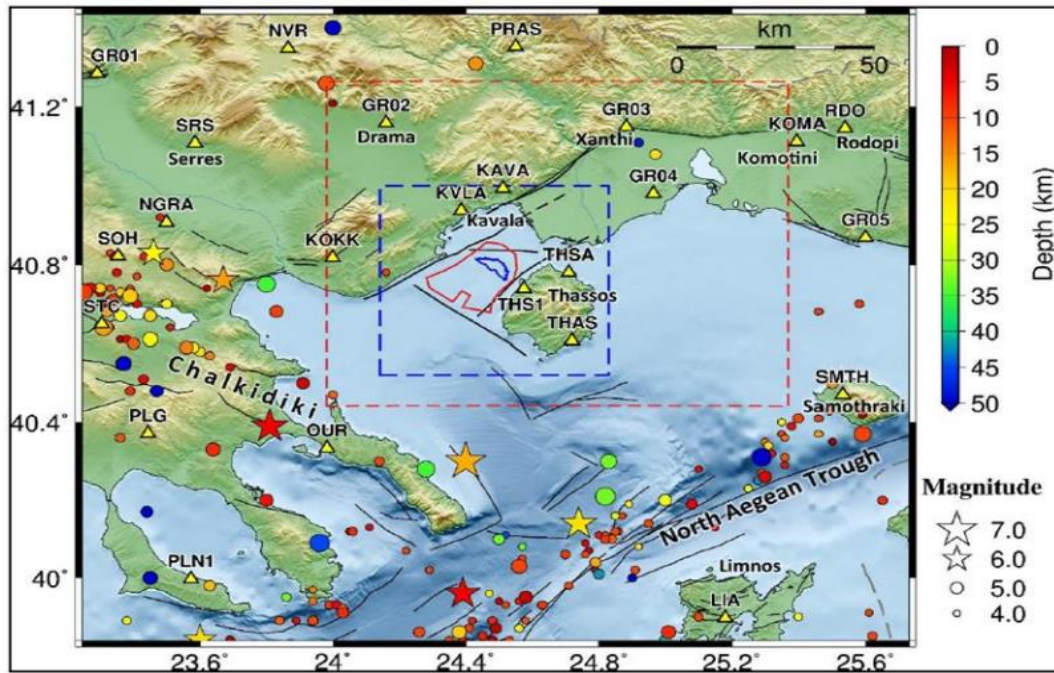 NVR
PRAS
km
0
50
GR01
GR02
Drama
GR03
Xanthi
KOMA
Komotini
RDO
Rodopi
SRS
Serres
KAVA
KVLA
Kavala
GR04
GR05
NGRA
SOH
KOKK
STC
THSA
THS1
Thassos
THAS
Chalkidiki
PLG
OUR
SMTH
Samothraki
North Aegean Trough
PLN1
Limnos
LIA
41.2°
40.8°
40.4°
40°
23.6°
24°
24.4°
24.8°
25.2°
25.6°
0
5
10
15
20
25
30
35
40
45
50
Depth (km)
Magnitude
7.0
6.0
5.0
4.0